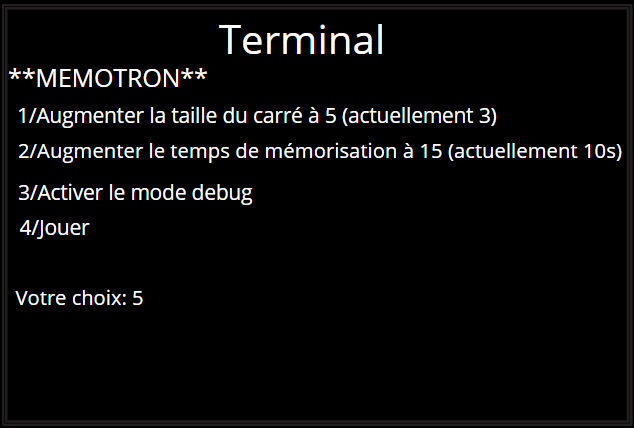 Terminal
**MEMOTRON**
1/Augmenter la taille du carré à 5 (actuellement 3)
2/Augmenter le temps de mémorisation à 15 (actuellement 10s)
3/Activer le mode debug
4/Jouer
Votre choix: 5